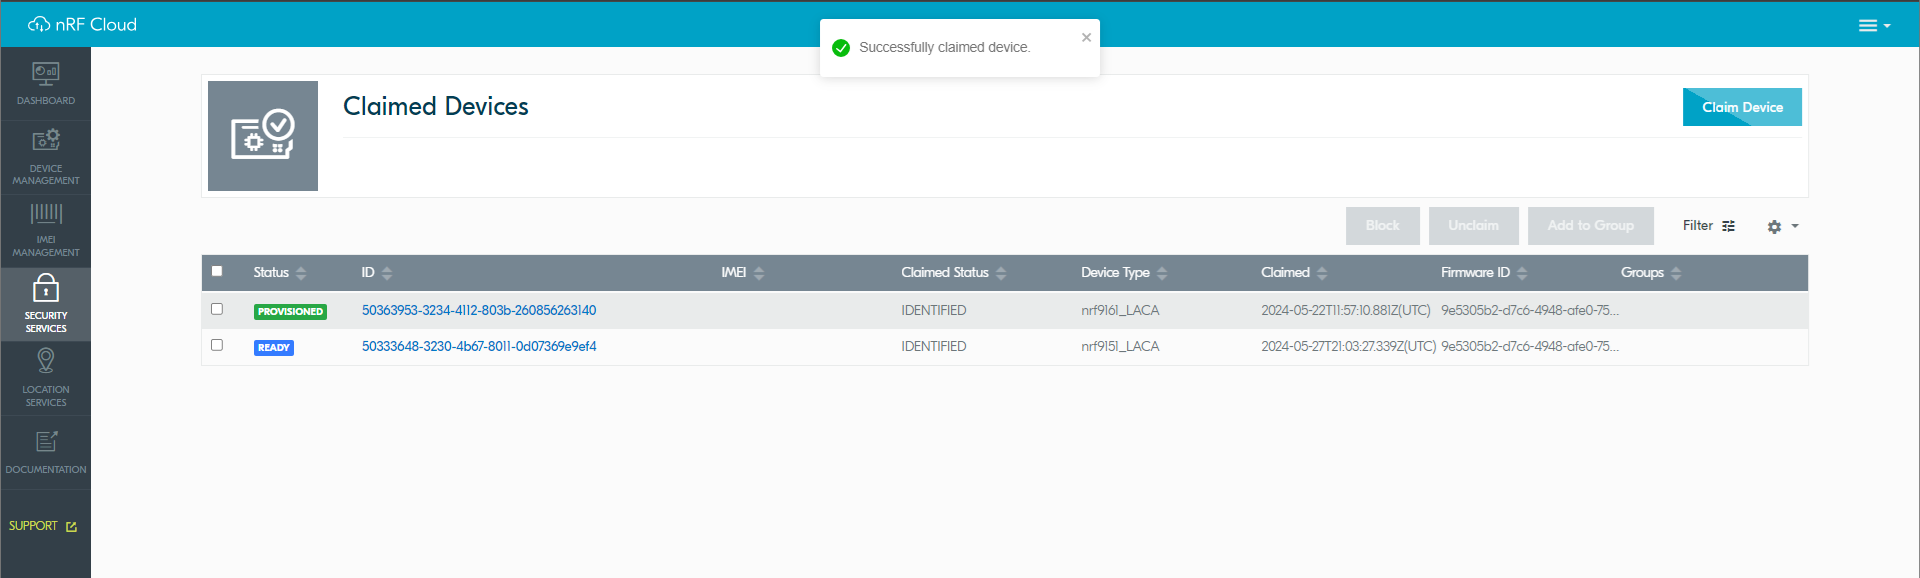 nRF Cloud
Successfully claimed device.
DASHBOARD
DEVICE
MANAGEMENT
IMEI
MANAGEMENT
SECURITY
SERVICES
LOCATION
SERVICES
DOCUMENTATION
SUPPORT
Claimed Devices
Claim Device
Block Unclaim Add to Group Filter
Status ID IMEI Claimed Status Device Type Claimed Firmware ID Groups
PROVISIONED 50363953-3234-4112-803b-260856263140 IDENTIFIED nrf9161_LACA 2024-05-22T11:57:10.881Z(UTC) 9e5305b2-d7c6-4948-afe0-75...
READY 50333648-3230-4b67-8011-0d07369e9ef4 IDENTIFIED nrf9151_LACA 2024-05-27T21:03:27.339Z(UTC) 9e5305b2-d7c6-4948-afe0-75...